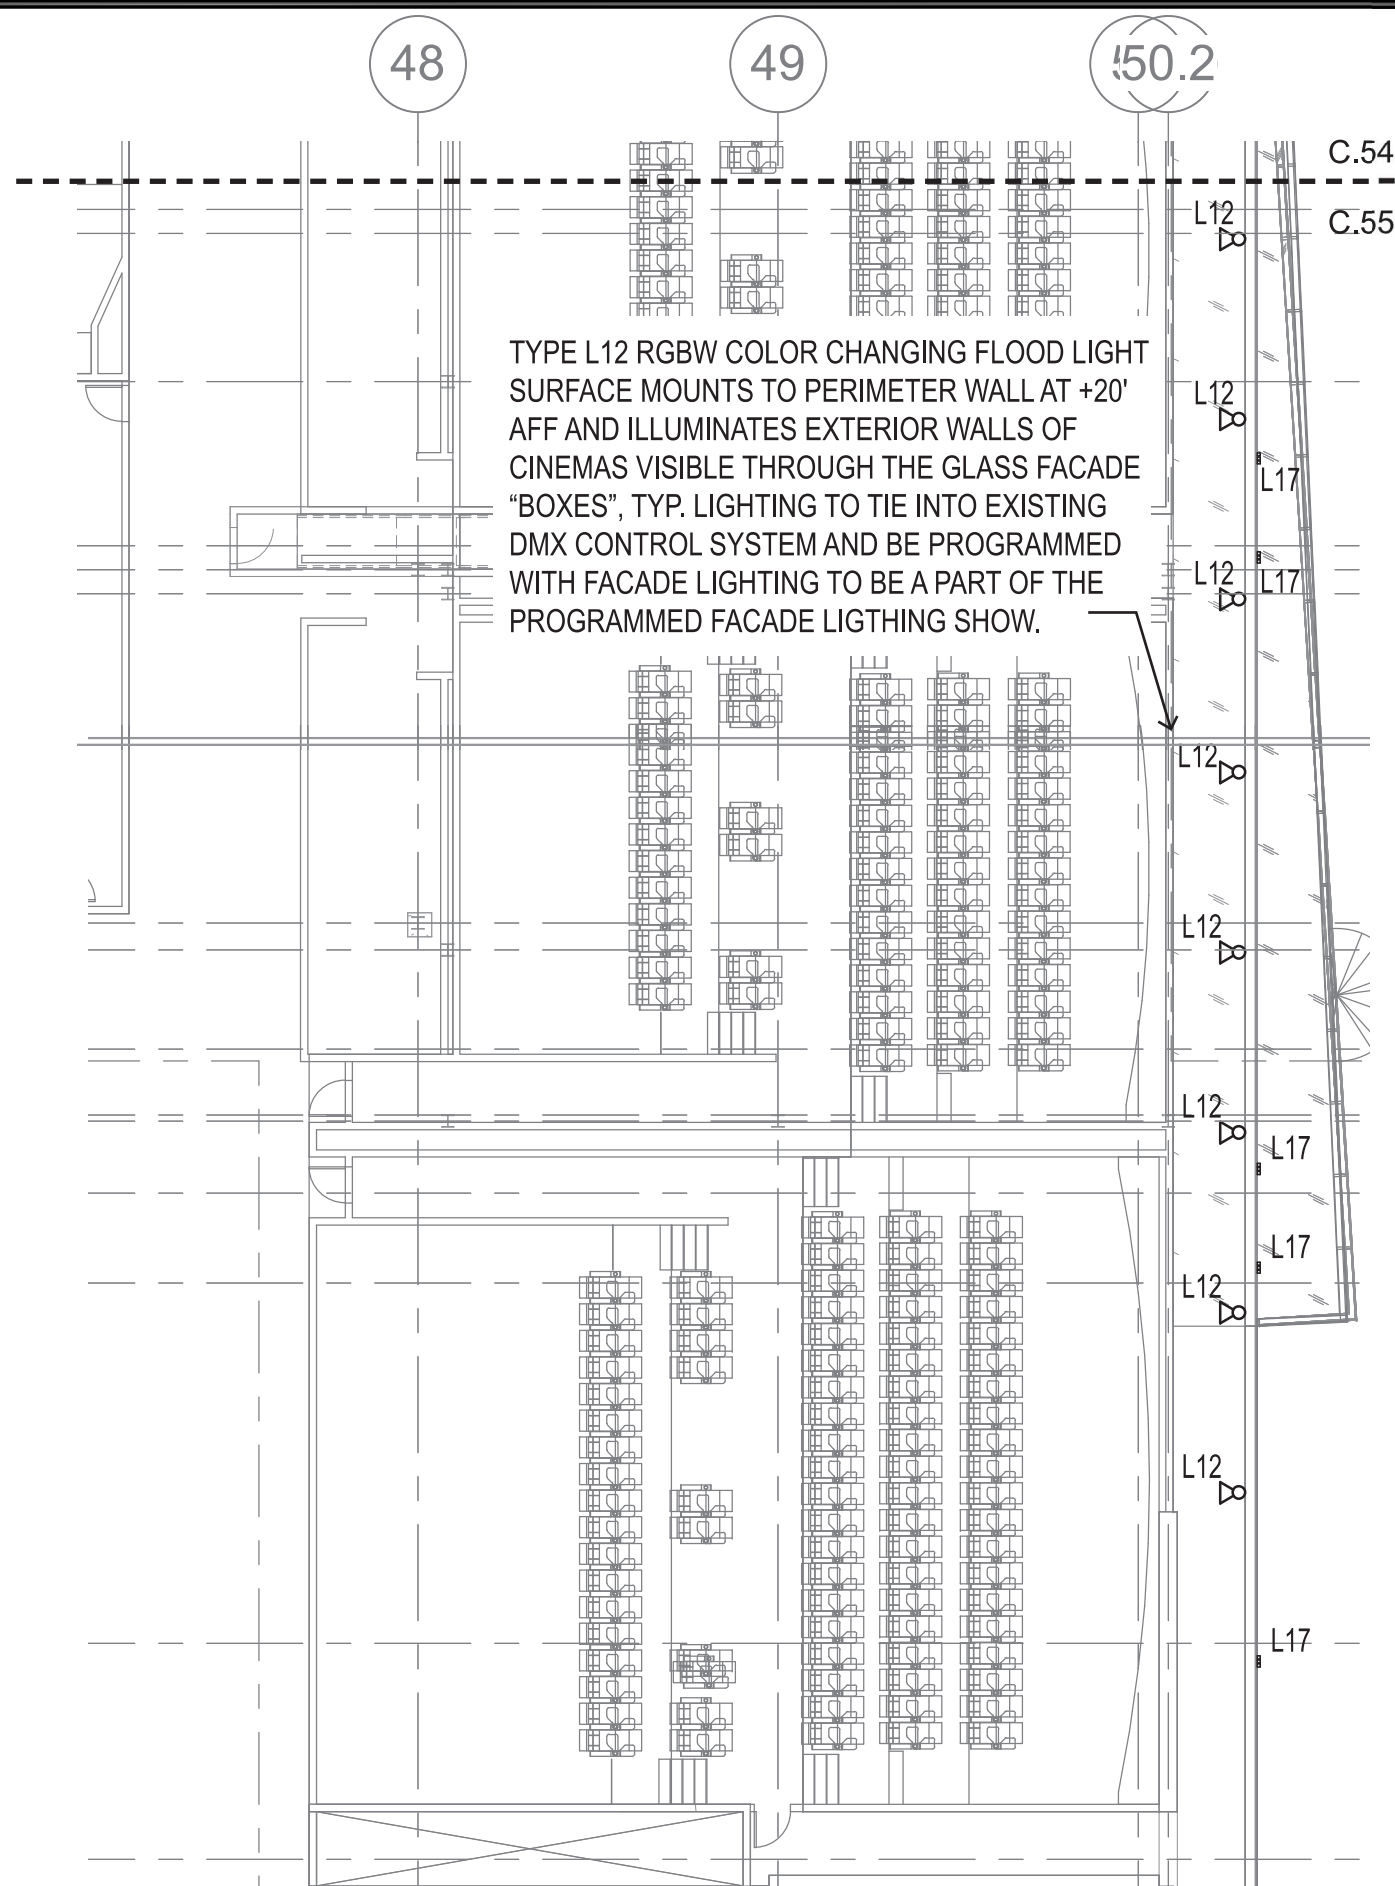 48
49
50.2
C.54
L12
C.55
TYPE L12 RGBW COLOR CHANGING FLOOD LIGHT
SURFACE MOUNTS TO PERIMETER WALL AT +20'
AFF AND ILLUMINATES EXTERIOR WALLS OF
CINEMAS VISIBLE THROUGH THE GLASS FACADE
“BOXES”, TYP. LIGHTING TO TIE INTO EXISTING
DMX CONTROL SYSTEM AND BE PROGRAMMED
WITH FACADE LIGHTING TO BE A PART OF THE
PROGRAMMED FACADE LIGTHING SHOW.
L12
L17
L12
L17
L12
L12
L12
L17
L17
L12
L12
L17